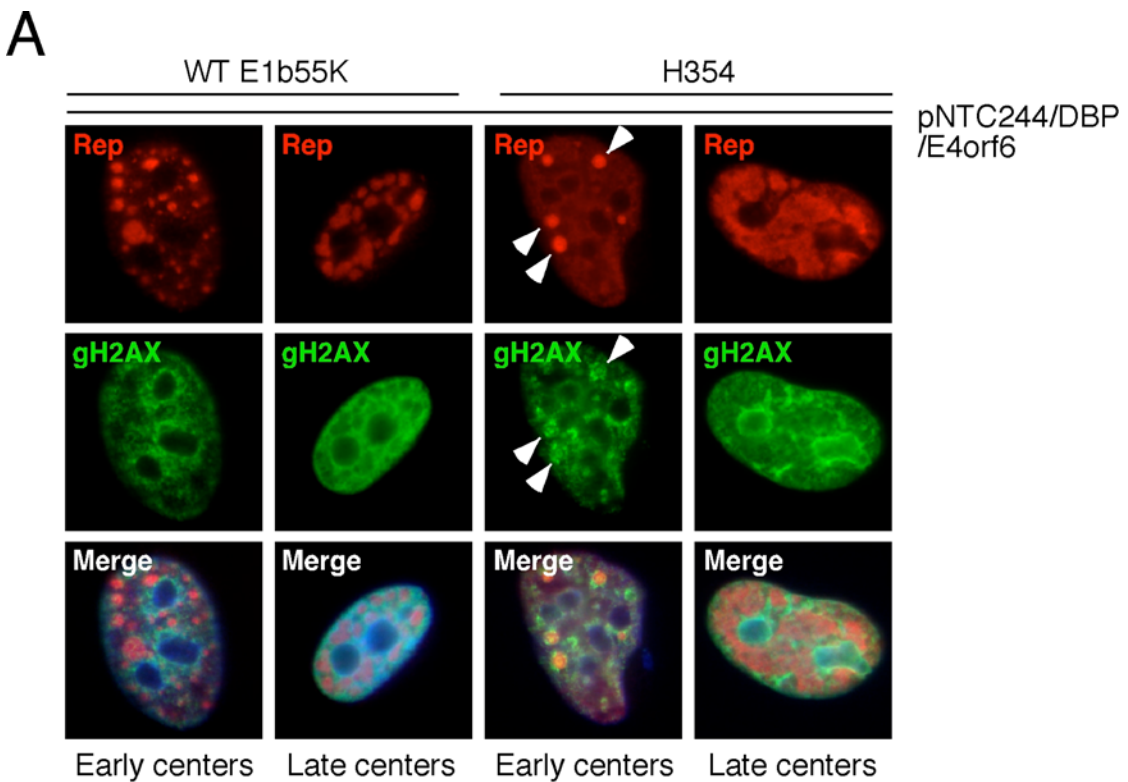 A
WT E1b55K
H354
pNTC244/DBP
/E4orf6
Rep
Rep
Rep
Rep
gH2AX
gH2AX
gH2AX
gH2AX
Merge
Merge
Merge
Merge
Early centers
Late centers
Early centers
Late centers